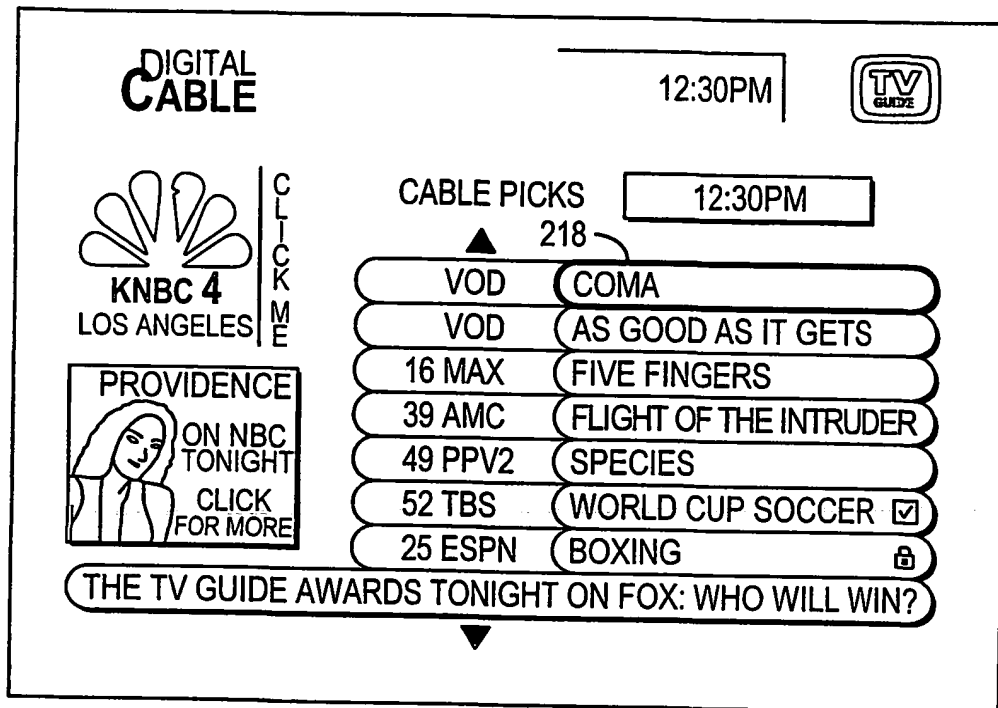 DIGITAL
CABLE
12:30PM
TV
GUIDE
KNBC 4
LOS ANGELES
CLICK ME
CABLE PICKS
12:30PM
218
VOD COMA
VOD AS GOOD AS IT GETS
16 MAX FIVE FINGERS
39 AMC FLIGHT OF THE INTRUDER
49 PPV2 SPECIES
52 TBS WORLD CUP SOCCER
25 ESPN BOXING
PROVIDENCE
ON NBC
TONIGHT
CLICK
FOR MORE
THE TV GUIDE AWARDS TONIGHT ON FOX: WHO WILL WIN?